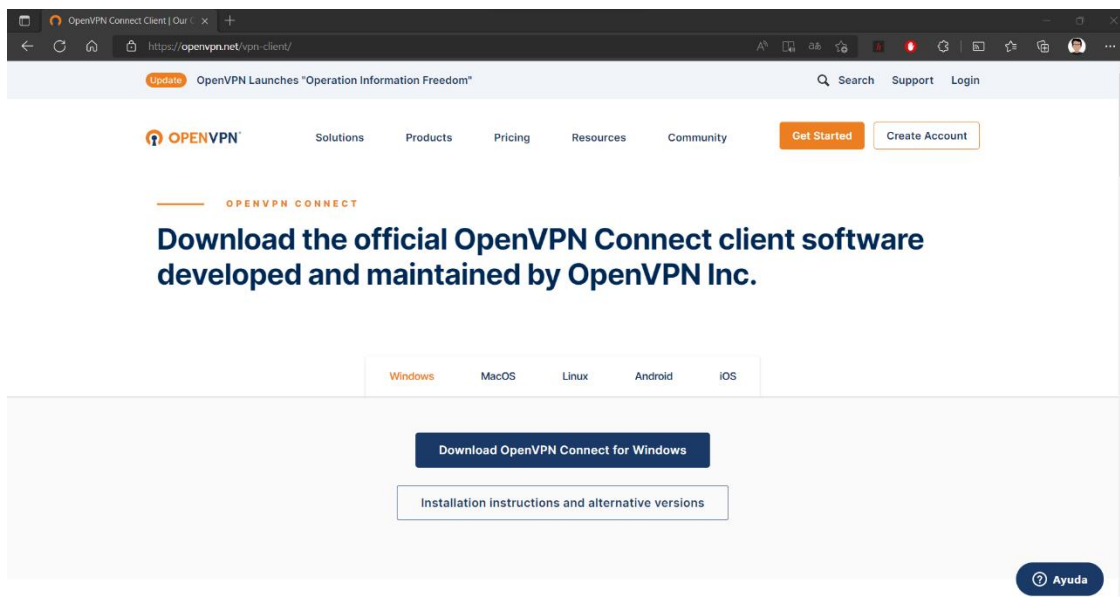 OpenVPN Connect Client | Our C
https://openvpn.net/vpn-client/
Update OpenVPN Launches "Operation Information Freedom" Search Support Login
OPENVPN Solutions Products Pricing Resources Community Get Started Create Account
OPENVPN CONNECT
Download the official OpenVPN Connect client software
developed and maintained by OpenVPN Inc.
Windows MacOS Linux Android iOS
Download OpenVPN Connect for Windows
Installation instructions and alternative versions
Ayuda